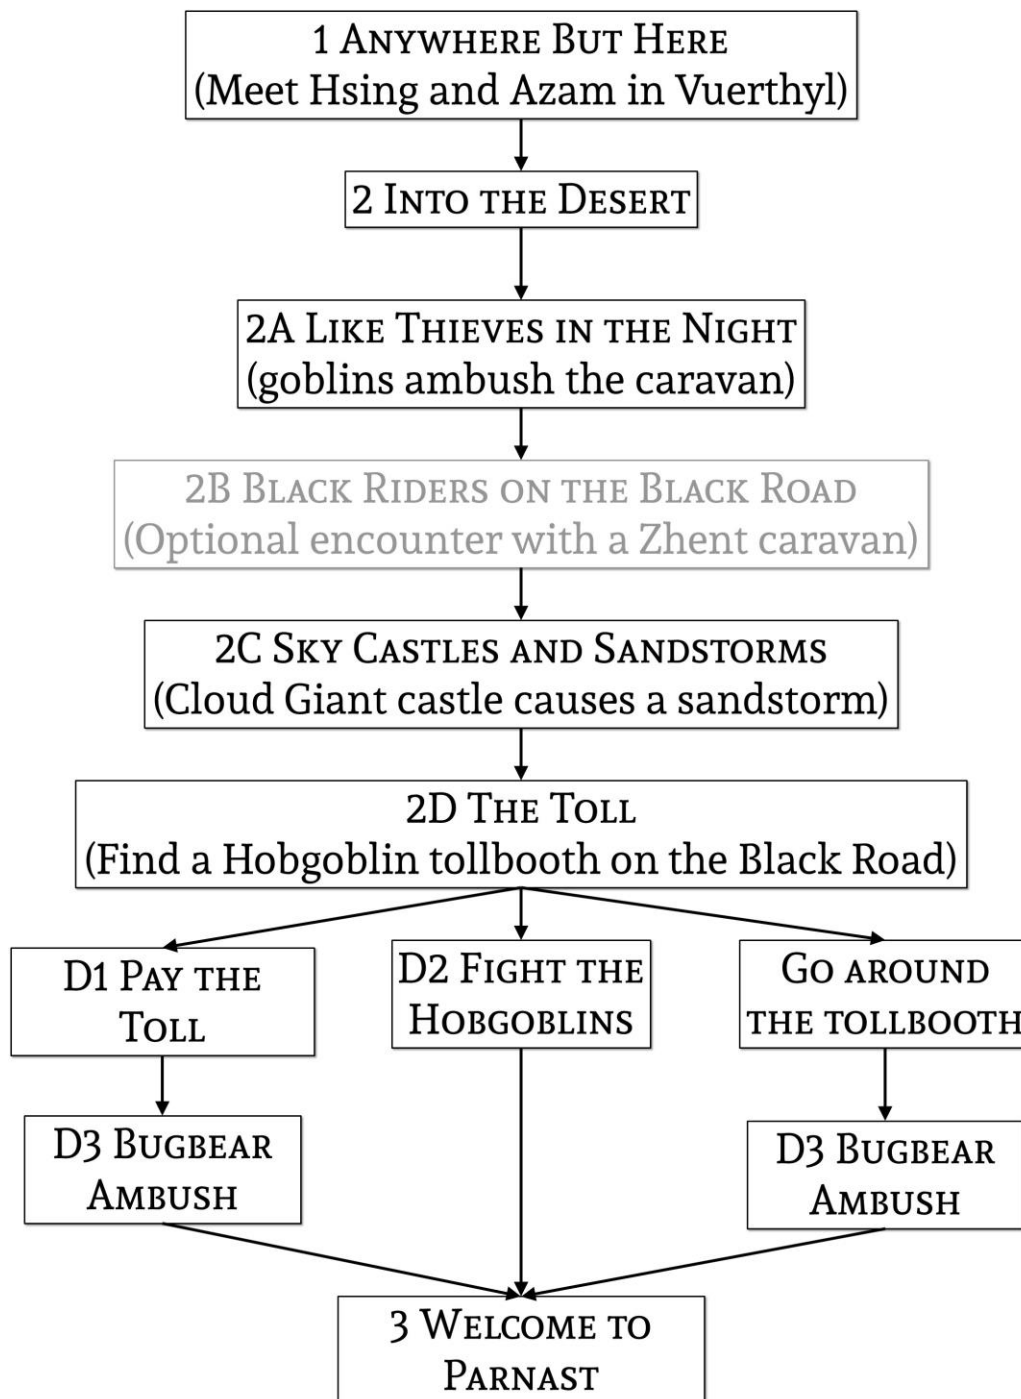 1 Anywhere But Here
(Meet Hsing and Azam in Vuerthyl)
2 Into the Desert
2A Like Thieves in the Night
(goblins ambush the caravan)
2B Black Riders on the Black Road
(Optional encounter with a Zhent caravan)
2C Sky Castles and Sandstorms
(Cloud Giant castle causes a sandstorm)
2D The Toll
(Find a Hobgoblin tollbooth on the Black Road)
D1 Pay the
Toll
D2 Fight the
Hobgoblins
Go around
the tollbooth
D3 Bugbear
Ambush
D3 Bugbear
Ambush
3 Welcome to
Parnast